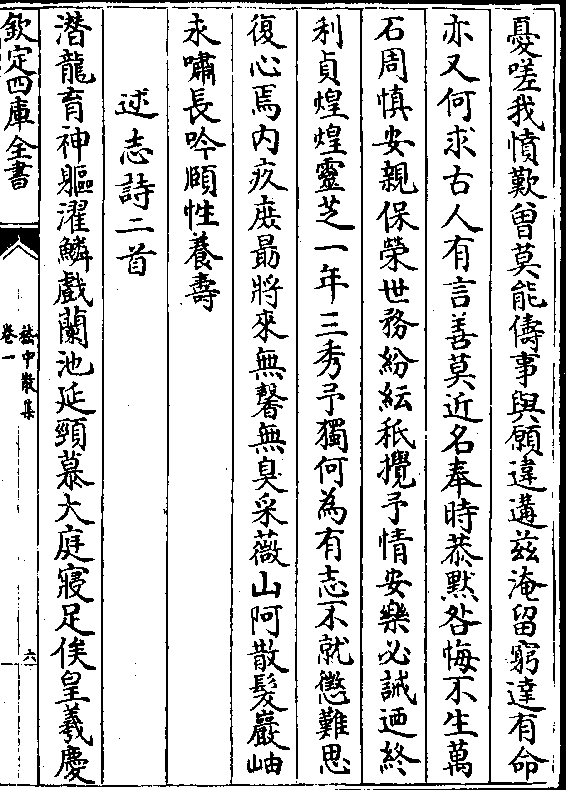 憂嗟我憤歎曾莫能儔事與願違遘茲淹留窮達有命
亦又何求古人有言善莫近名奉時恭默咎悔不生萬
石周慎安親保榮世務紛紜秪攪予情安樂必誡迺終
利貞煌煌靈芝一年三秀予獨何為有志不就懲難思
復心焉内疚庻朂將來無馨無臭采薇山阿散髮巖岫
永嘯長吟頤性養壽
述志詩二首
潛龍育神軀濯鱗戲蘭池延頸慕大庭寢足俟皇羲慶
欽定四庫全書
嵇中散集
卷一
六